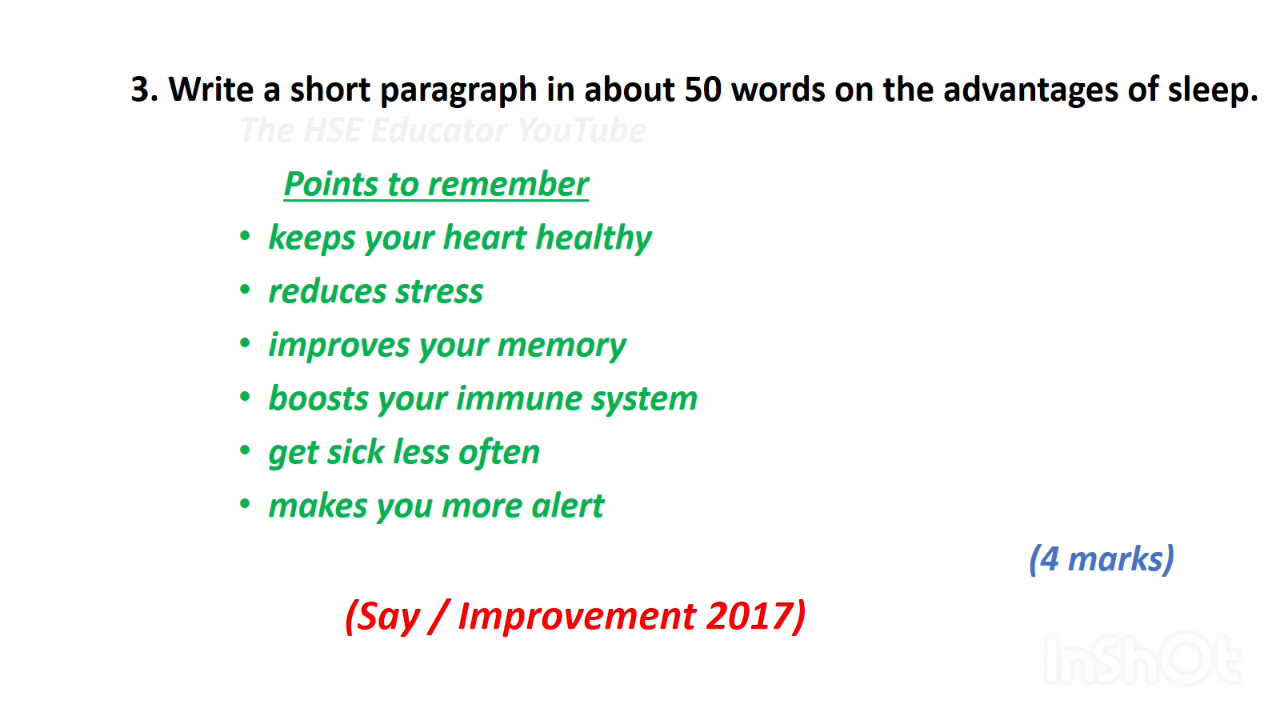 3. Write a short paragraph in about 50 words on the advantages of sleep.
The HSE Educator YouTube
Points to remember
• keeps your heart healthy
• reduces stress
• improves your memory
• boosts your immune system
• get sick less often
• makes you more alert
(4 marks)
(Say / Improvement 2017)
InShOt